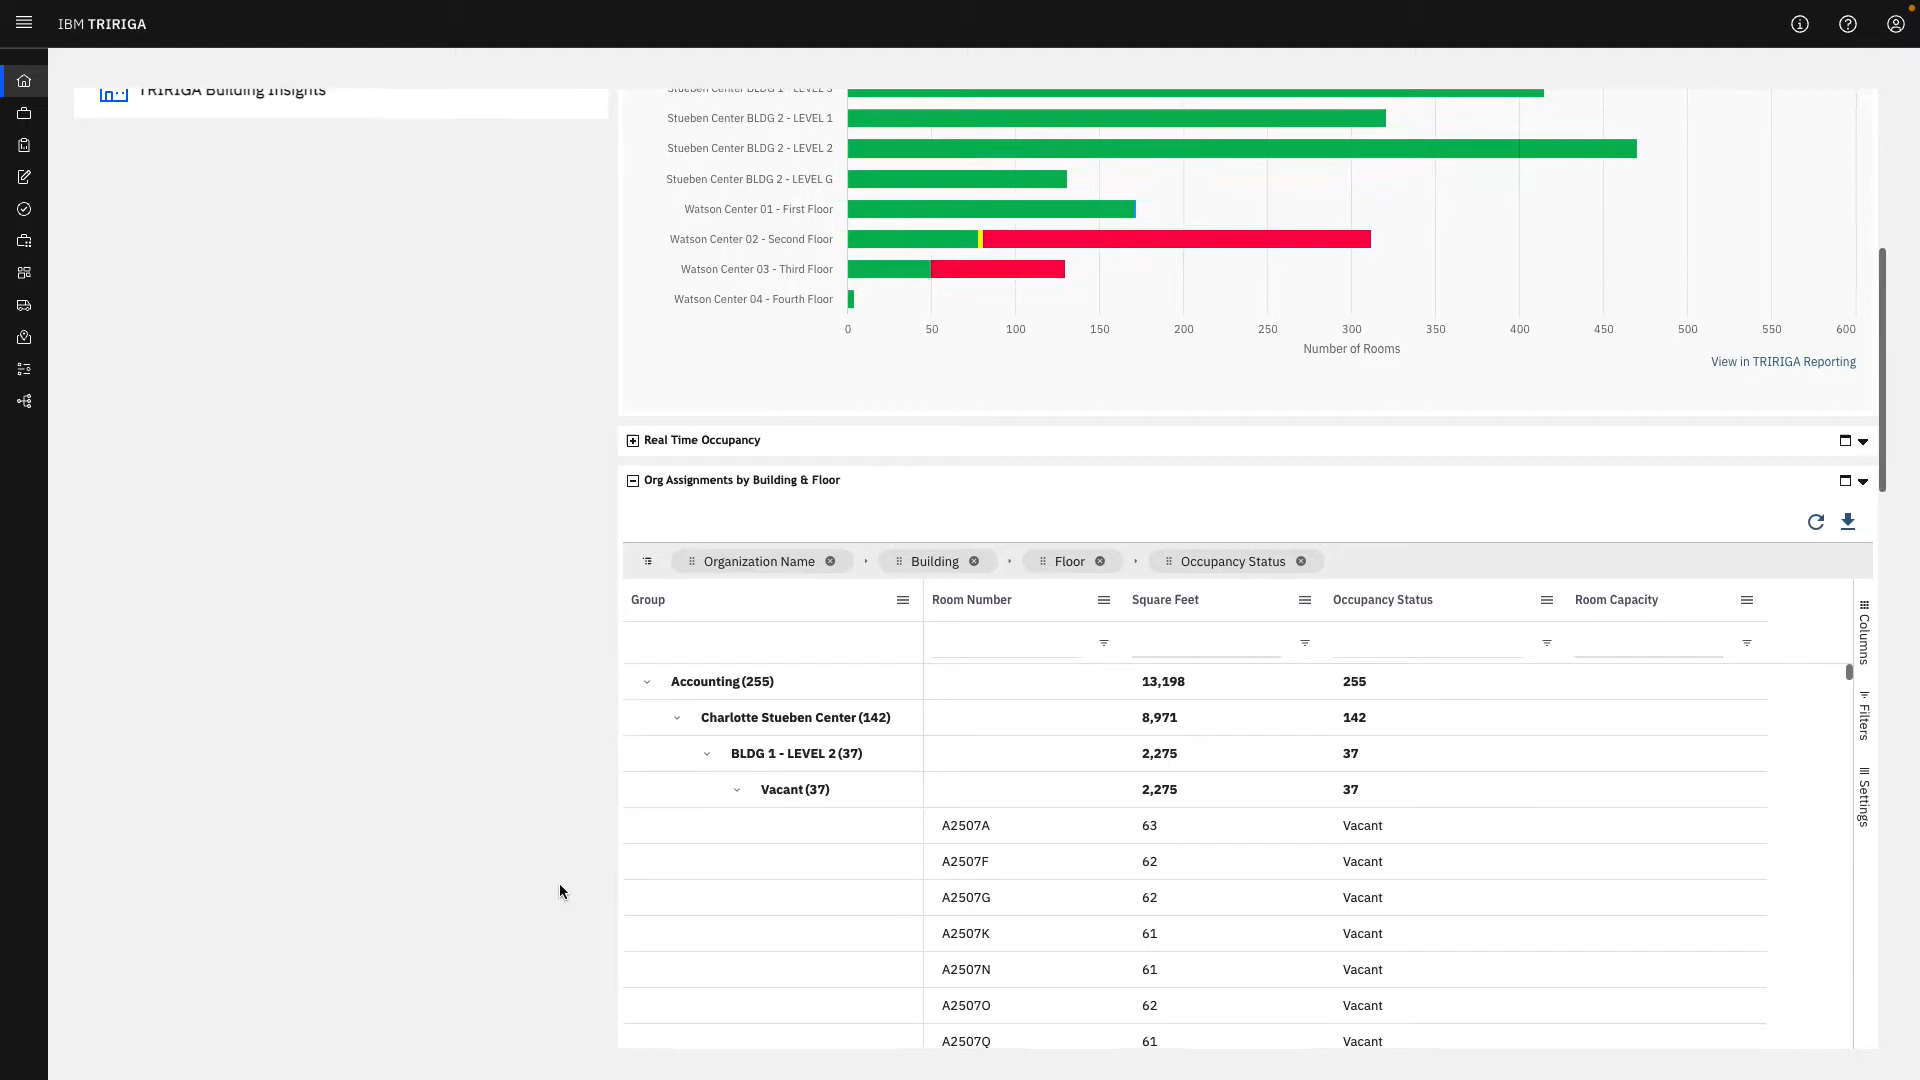 IBM TRIRIGA
TRIRIGA Building Insights
Stueben Center BLDG 2 - LEVEL 1
Stueben Center BLDG 2 - LEVEL 2
Stueben Center BLDG 2 - LEVEL G
Watson Center 01 - First Floor
Watson Center 02 - Second Floor
Watson Center 03 - Third Floor
Watson Center 04 - Fourth Floor
0 50 100 150 200 250 300 350 400 450 500 550 600
Number of Rooms
View in TRIRIGA Reporting
Real Time Occupancy
Org Assignments by Building & Floor
Organization Name Building Floor Occupancy Status
Group Room Number Square Feet Occupancy Status Room Capacity
Accounting (255) 13,198 255
Charlotte Stueben Center (142) 8,971 142
BLDG 1 - LEVEL 2 (37) 2,275 37
Vacant (37) 2,275 37
A2507A 63 Vacant
A2507F 62 Vacant
A2507G 62 Vacant
A2507K 61 Vacant
A2507N 61 Vacant
A2507O 62 Vacant
A2507Q 61 Vacant
Columns
Filters
Settings